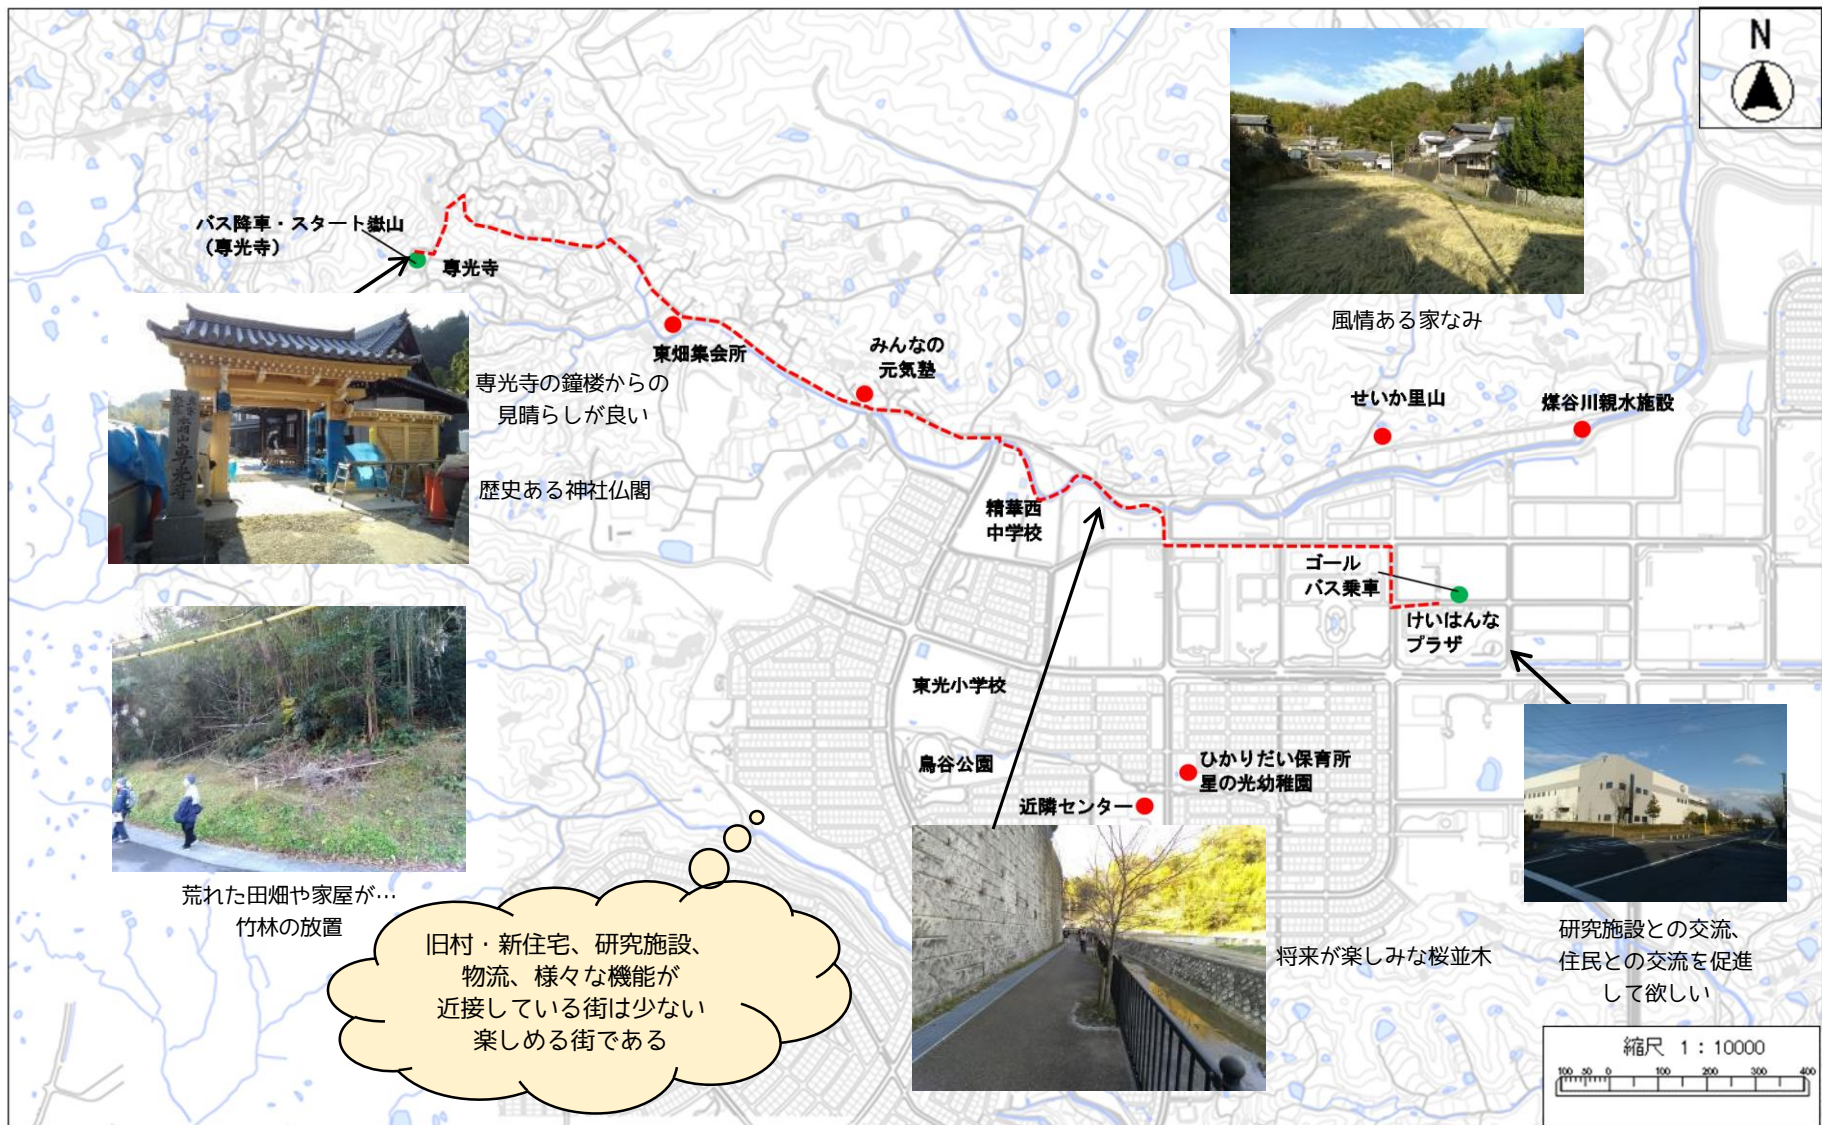 N
バス降車・スタート嶽山
（専光寺）
専光寺
風情ある家なみ
東畑集会所
みんなの
元気塾
専光寺の鐘楼からの
見晴らしが良い
せいか里山
煤谷川親水施設
歴史ある神社仏閣
精華西
中学校
ゴール
バス乗車
けいはんな
プラザ
東光小学校
鳥谷公園
ひかりだい保育所
星の光幼稚園
近隣センター
荒れた田畑や家屋が…
竹林の放置
旧村・新住宅、研究施設、
物流、様々な機能が
近接している街は少ない
楽しめる街である
将来が楽しみな桜並木
研究施設との交流、
住民との交流を促進
して欲しい
縮尺 1：10000
100 50 0 100 200 300 400